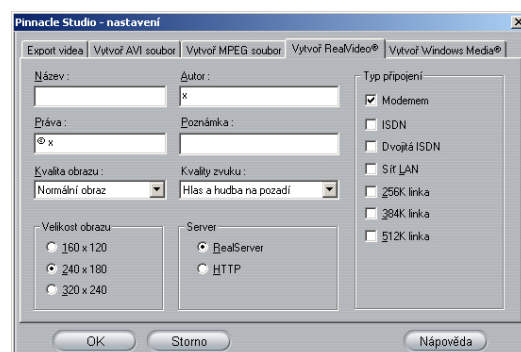 Pinnacle Studio - nastavení
Export videa Vytvoř AVI soubor Vytvoř MPEG soubor Vytvoř RealVideo® Vytvoř Windows Media®
Název :
Autor :
x
Práva :
© x
Poznámka :
Kvalita obrazu :
Normální obraz
Kvality zvuku :
Hlas a hudba na pozadí
Velikost obrazu
160 x 120
240 x 180
320 x 240
Server
RealServer
HTTP
Typ připojení
Modemem
ISDN
Dvojitá ISDN
Síť LAN
256K linka
384K linka
512K linka
OK Storno Nápověda